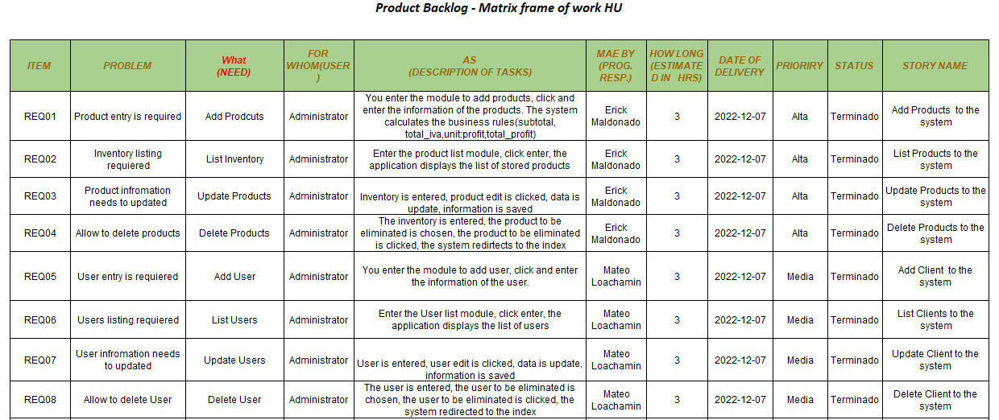 Product Backlog - Matrix frame of work HU
ITEM
PROBLEM
What
(NEED)
FOR
WHOM(USER
)
AS
(DESCRIPTION OF TASKS)
MAE BY
(PROG.
RESP.)
HOW LONG
(ESTIMATE
D IN HRS)
DATE OF
DELIVERY
PRIORIRY
STATUS
STORY NAME
REQ01
Product entry is required
Add Prodcuts
Administrator
You enter the module to add products, click and
enter the information of the products. The system
calculates the business rules(subtotal,
total_iva,unit:profit,total_profit)
Erick
Maldonado
3
2022-12-07
Alta
Terminado
Add Products to the
system
REQ02
Inventory listing
requiered
List Inventory
Administrator
Enter the product list module, click enter, the
application displays the list of stored products
Erick
Maldonado
3
2022-12-07
Alta
Terminado
List Products to the
system
REQ03
Product infromation
needs to updated
Update Products
Administrator
Inventory is entered, product edit is clicked, data is
update, information is saved
Erick
Maldonado
3
2022-12-07
Alta
Terminado
Update Products to the
system
REQ04
Allow to delete products
Delete Products
Administrator
The inventory is entered, the product to be
eliminated is chosen, the product to be eliminated
is clicked, the system redirtects to the index
Erick
Maldonado
3
2022-12-07
Alta
Terminado
Delete Products to the
system
REQ05
User entry is requiered
Add User
Administrator
You enter the module to add user, click and enter
the information of the user.
Mateo
Loachamin
3
2022-12-07
Media
Terminado
Add Client to the
system
REQ06
Users listing requiered
List Users
Administrator
Enter the User list module, click enter, the
application displays the list of users
Mateo
Loachamin
3
2022-12-07
Media
Terminado
List Clients to the
system
REQ07
User infromation needs
to updated
Update Users
Administrator
User is entered, user edit is clicked, data is update,
information is saved
Mateo
Loachamin
3
2022-12-07
Media
Terminado
Update Client to the
system
REQ08
Allow to delete User
Delete User
Administrator
The user is entered, the user to be eliminated is
chosen, the user to be eliminated is clicked, the
system redirected to the index
Mateo
Loachamin
3
2022-12-07
Media
Terminado
Delete Client to the
system